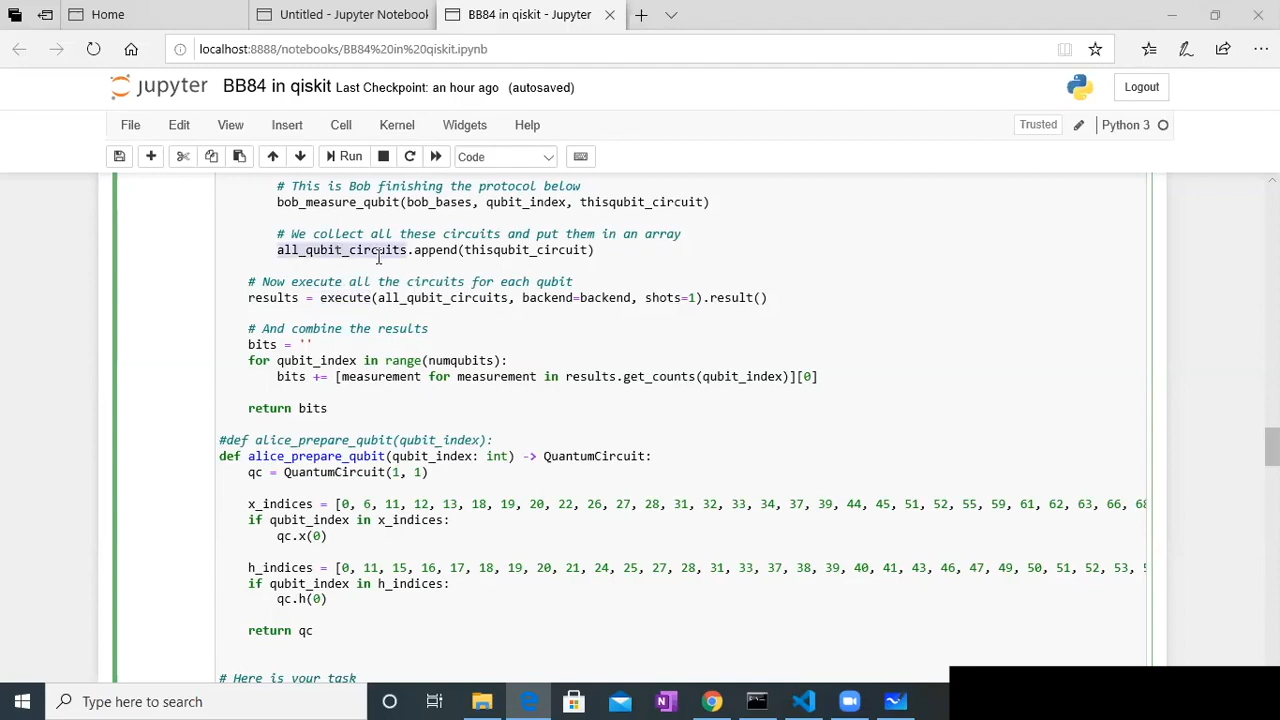 Home
Untitled - Jupyter Notebook
BB84 in qiskit - Jupyter
localhost:8888/notebooks/BB84%20in%20qiskit.ipynb
jupyter BB84 in qiskit Last Checkpoint: an hour ago (autosaved)
Logout
File Edit View Insert Cell Kernel Widgets Help
Trusted
Python 3
Run
Code
# This is Bob finishing the protocol below
bob_measure_qubit(bob_bases, qubit_index, thisqubit_circuit)
# We collect all these circuits and put them in an array
all_qubit_circuits.append(thisqubit_circuit)
# Now execute all the circuits for each qubit
results = execute(all_qubit_circuits, backend=backend, shots=1).result()
# And combine the results
bits = ''
for qubit_index in range(numqubits):
bits += [measurement for measurement in results.get_counts(qubit_index)][0]
return bits
#def alice_prepare_qubit(qubit_index):
def alice_prepare_qubit(qubit_index: int) -> QuantumCircuit:
qc = QuantumCircuit(1, 1)
x_indices = [0, 6, 11, 12, 13, 18, 19, 20, 22, 26, 27, 28, 31, 32, 33, 34, 37, 39, 44, 45, 51, 52, 55, 59, 61, 62, 63, 66, 68
if qubit_index in x_indices:
qc.x(0)
h_indices = [0, 11, 15, 16, 17, 18, 19, 20, 21, 24, 25, 27, 28, 31, 33, 37, 38, 39, 40, 41, 43, 46, 47, 49, 50, 51, 52, 53,
if qubit_index in h_indices:
qc.h(0)
return qc
# Here is your task
Type here to search